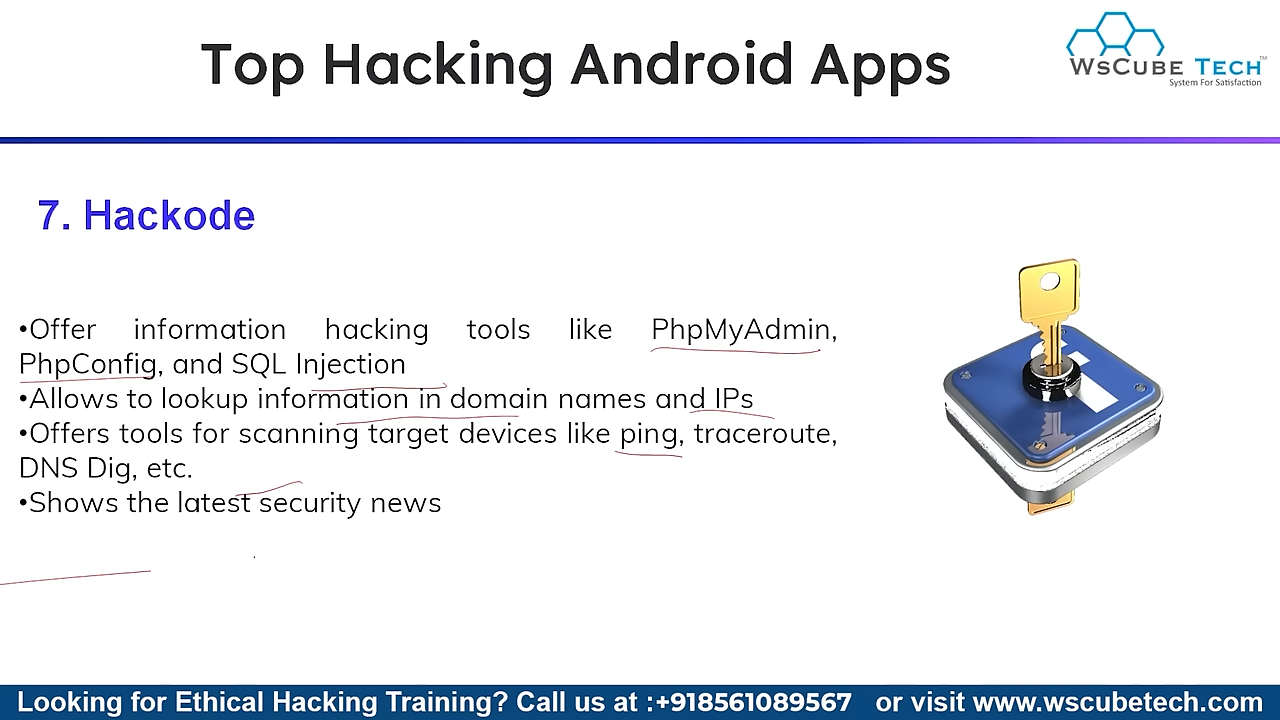 Top Hacking Android Apps
WSCUBE TECH™
System For Satisfaction
7. Hackode
•Offer information hacking tools like PhpMyAdmin,
PhpConfig, and SQL Injection
•Allows to lookup information in domain names and IPs
•Offers tools for scanning target devices like ping, traceroute,
DNS Dig, etc.
•Shows the latest security news
Looking for Ethical Hacking Training? Call us at :+918561089567 or visit www.wscubetech.com